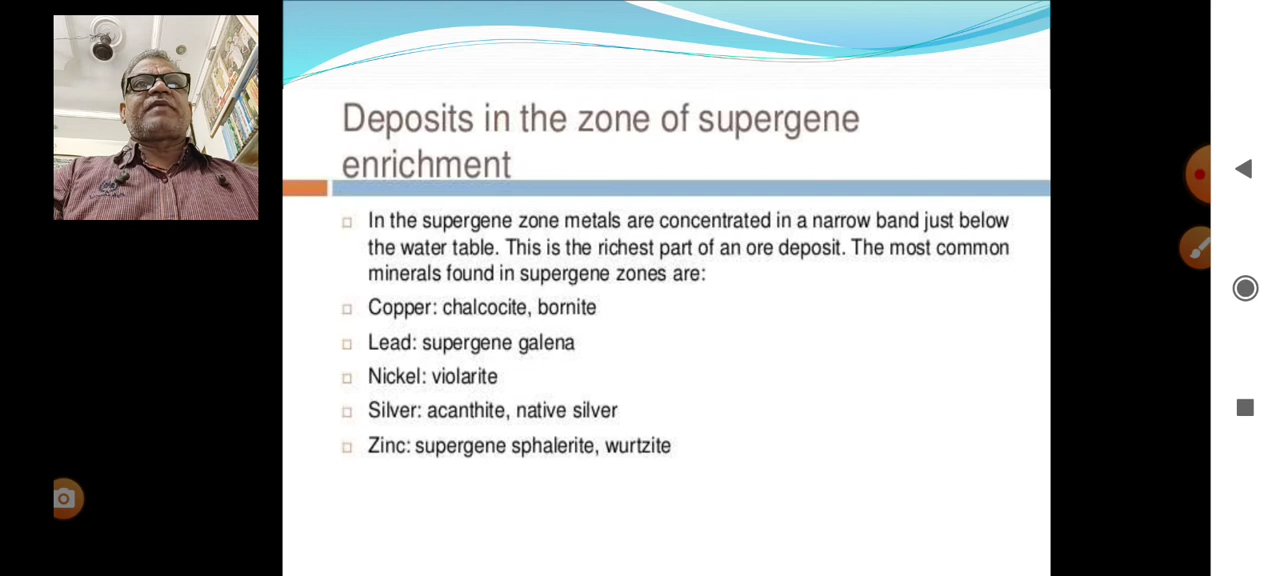 Deposits in the zone of supergene
enrichment
In the supergene zone metals are concentrated in a narrow band just below
the water table. This is the richest part of an ore deposit. The most common
minerals found in supergene zones are:
Copper: chalcocite, bornite
Lead: supergene galena
Nickel: violarite
Silver: acanthite, native silver
Zinc: supergene sphalerite, wurtzite